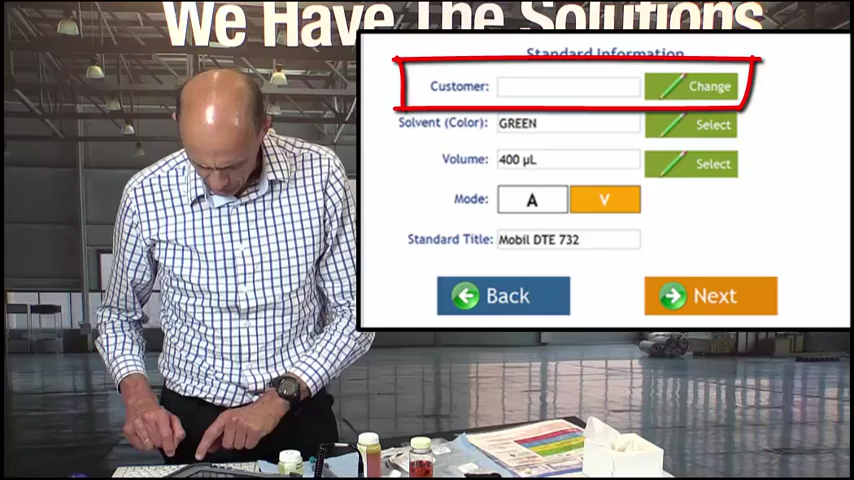 We Have The Solutions
Standard Information
Customer:
Change
Solvent (Color): GREEN
Select
Volume: 400 µL
Select
Mode: A V
Standard Title: Mobil DTE 732
Back
Next